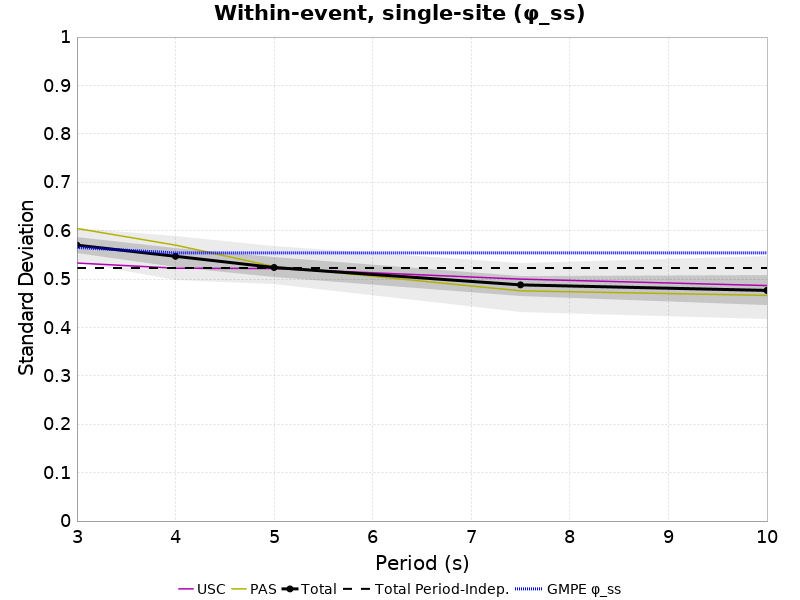 Within-event, single-site (φ_ss)
Standard Deviation
1
0.9
0.8
0.7
0.6
0.5
0.4
0.3
0.2
0.1
0
3 4 5 6 7 8 9 10
Period (s)
USC PAS Total Total Period-Indep. GMPE φ_ss